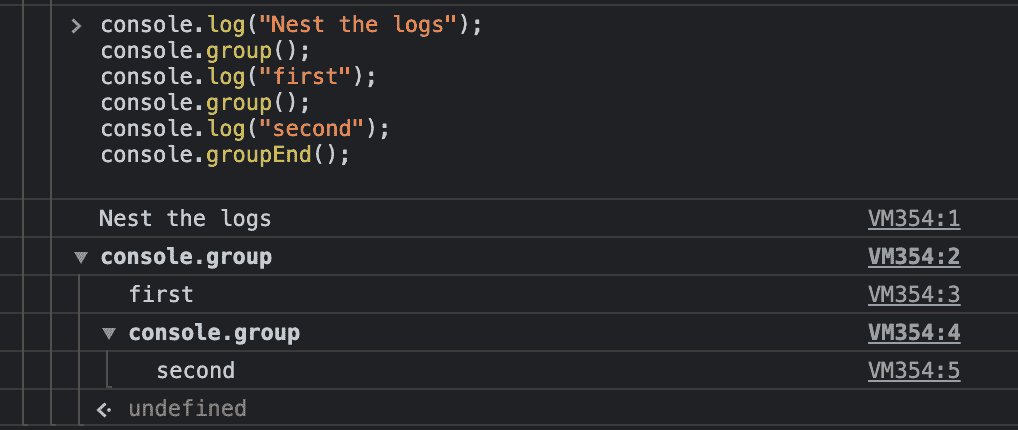 console.log("Nest the logs");
console.group();
console.log("first");
console.group();
console.log("second");
console.groupEnd();
Nest the logs VM354:1
console.group VM354:2
first VM354:3
console.group VM354:4
second VM354:5
undefined